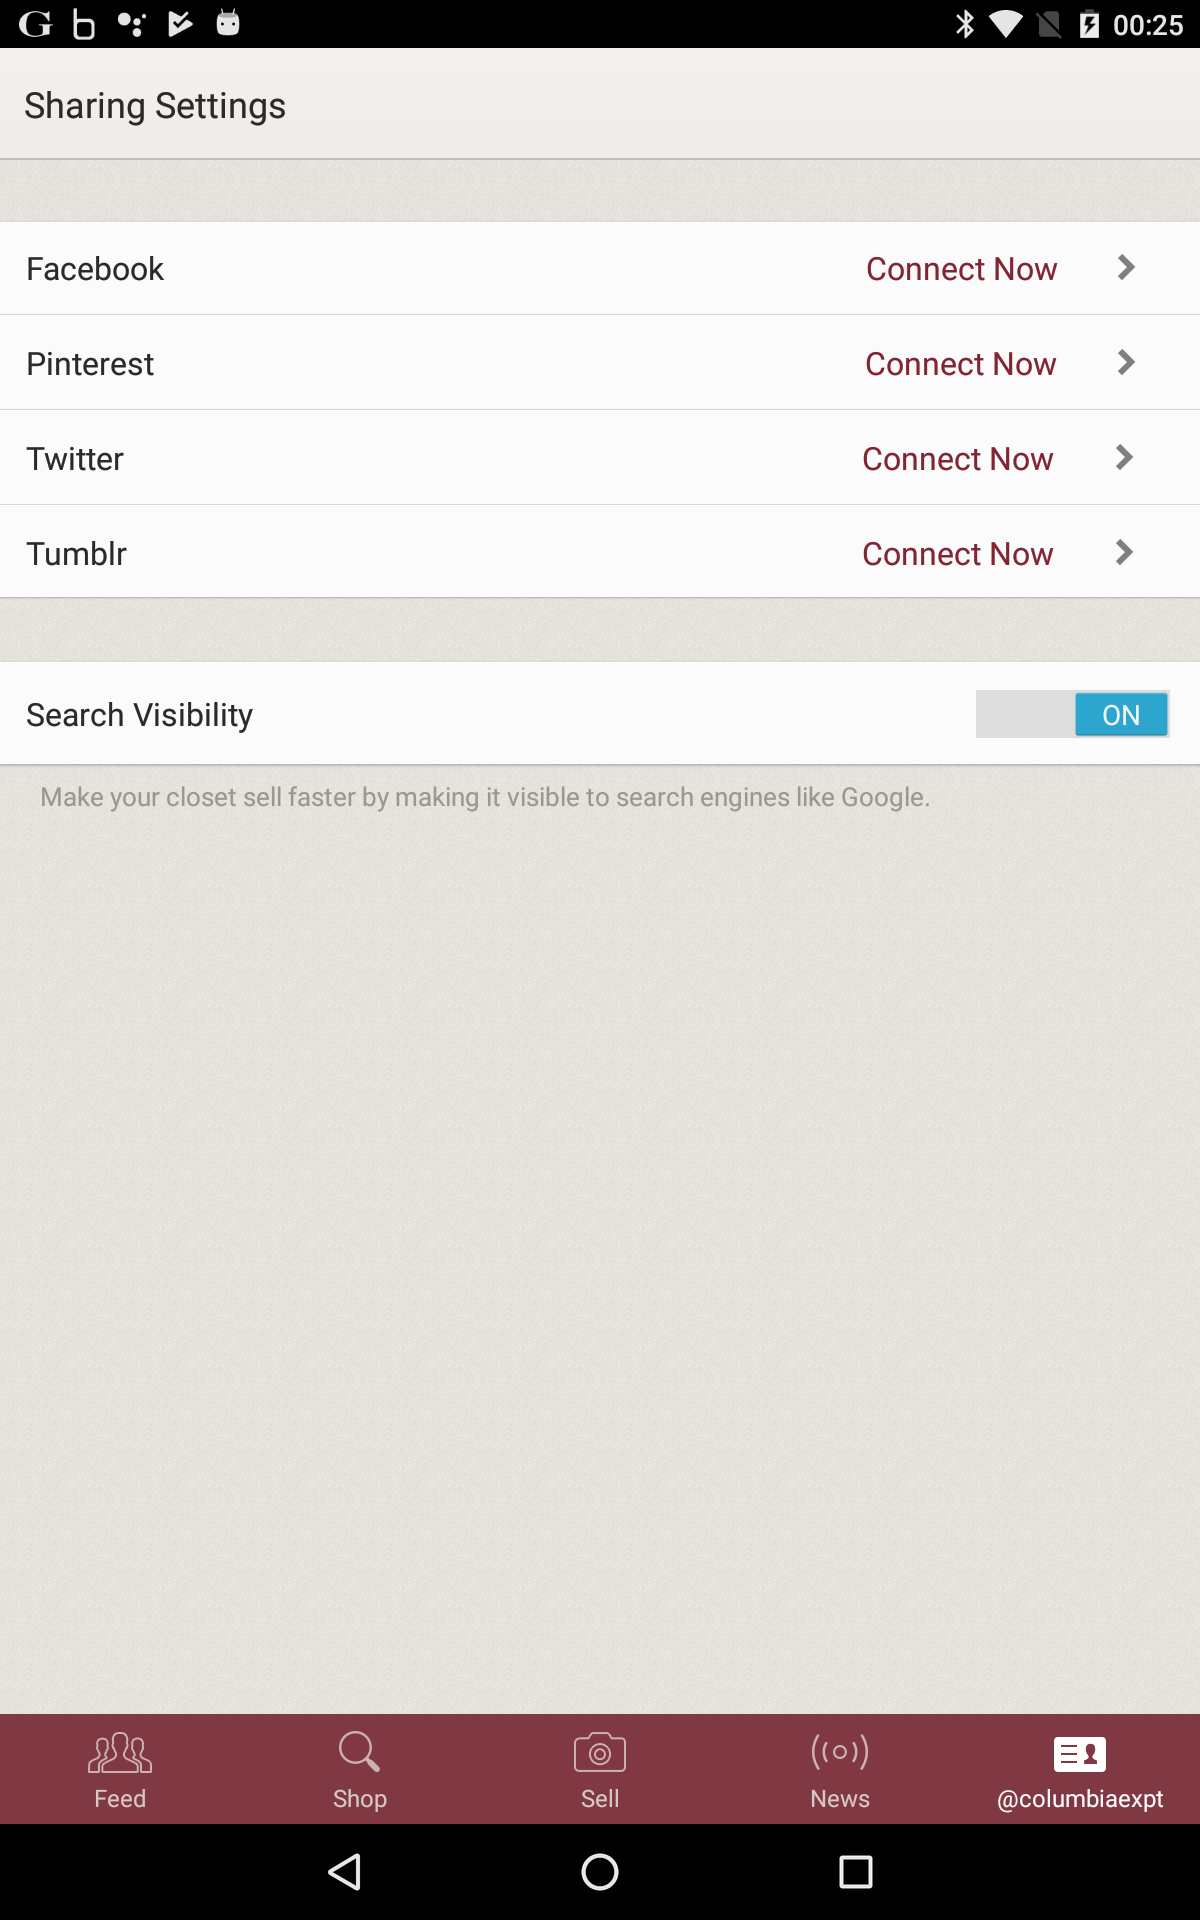 00:25
Sharing Settings
Facebook Connect Now
Pinterest Connect Now
Twitter Connect Now
Tumblr Connect Now
Search Visibility ON
Make your closet sell faster by making it visible to search engines like Google.
Feed Shop Sell News @columbiaexpt